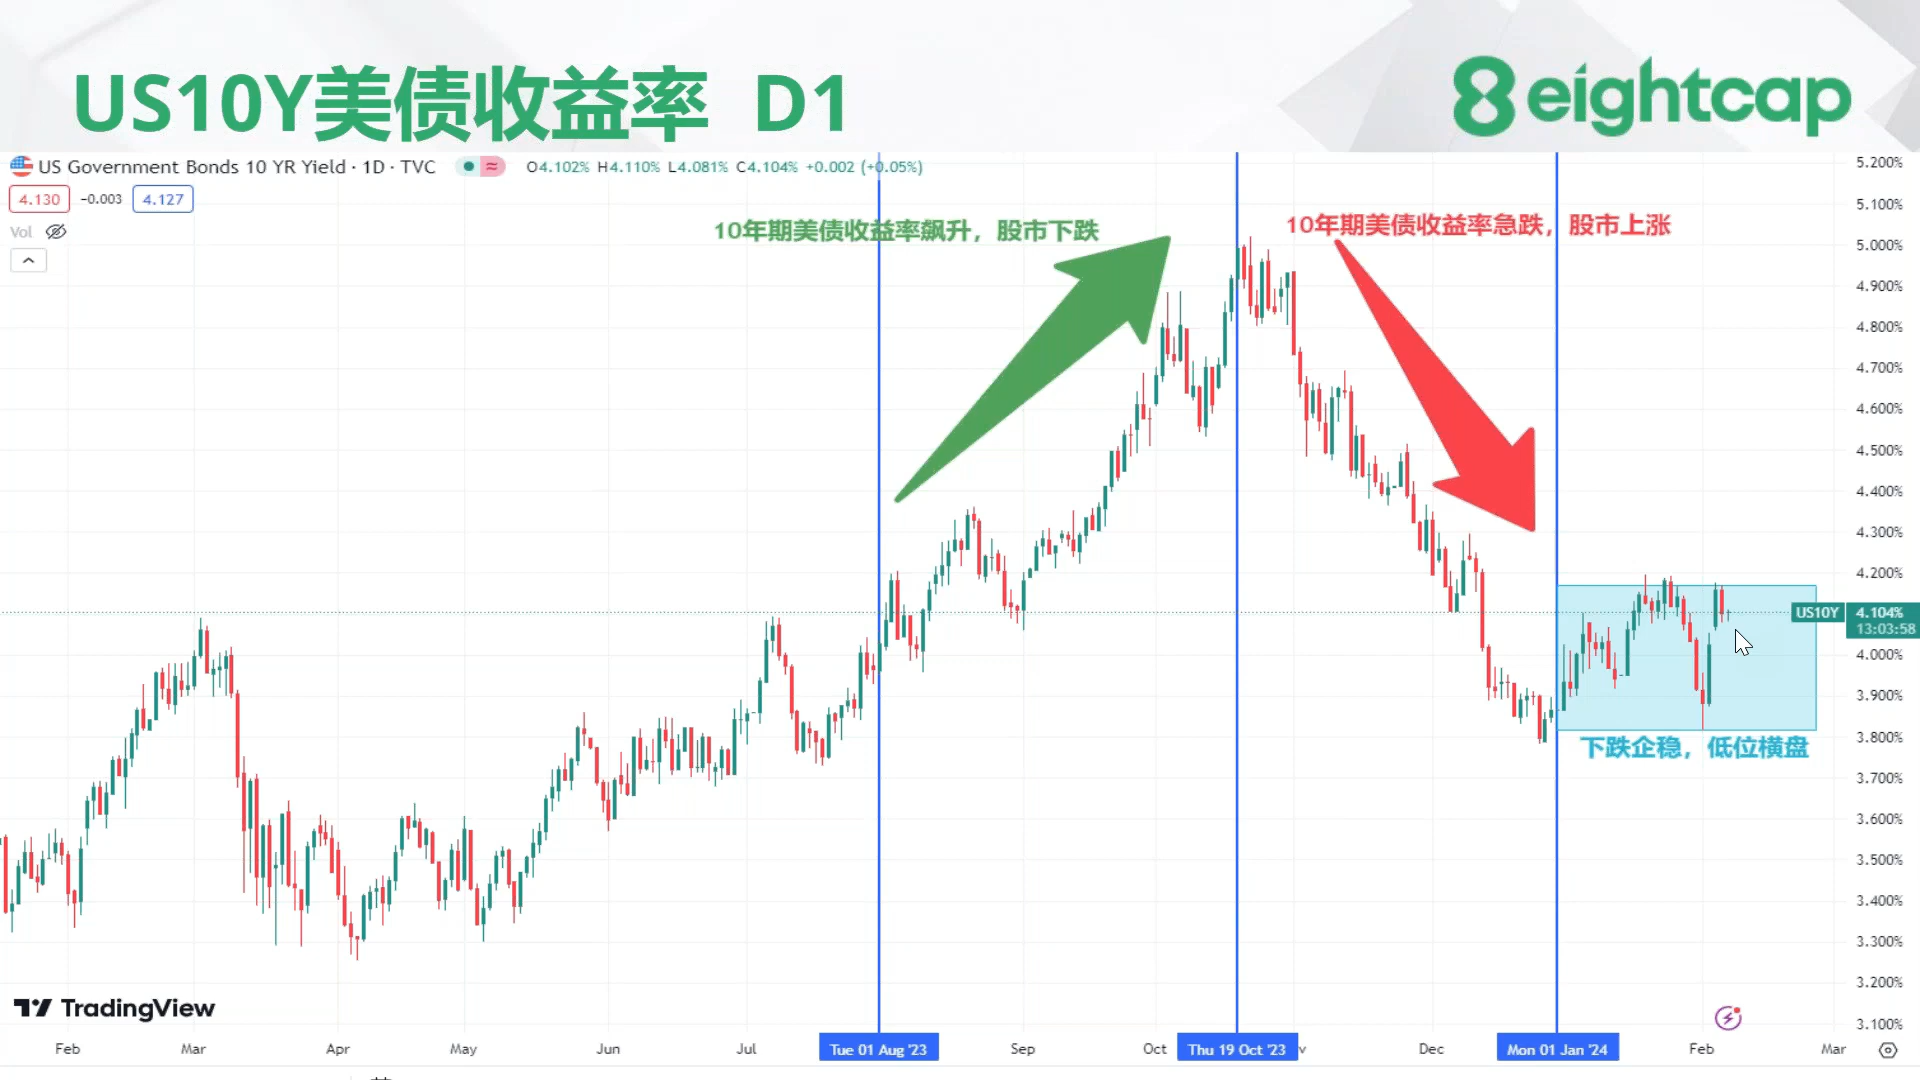 US10Y美债收益率 D1
8 eightcap
US Government Bonds 10 YR Yield · 1D · TVC
O4.102% H4.110% L4.081% C4.104% +0.002 (+0.05%)
4.130 −0.003 4.127
Vol
10年期美债收益率飙升，股市下跌
10年期美债收益率急跌，股市上涨
下跌企稳，低位横盘
5.200%
5.100%
5.000%
4.900%
4.800%
4.700%
4.600%
4.500%
4.400%
4.300%
4.200%
US10Y 4.104%
13:03:58
4.000%
3.900%
3.800%
3.700%
3.600%
3.500%
3.400%
3.300%
3.200%
3.100%
TradingView
Feb Mar Apr May Jun Jul Tue 01 Aug '23 Sep Oct Thu 19 Oct '23 v Dec Mon 01 Jan '24 Feb Mar